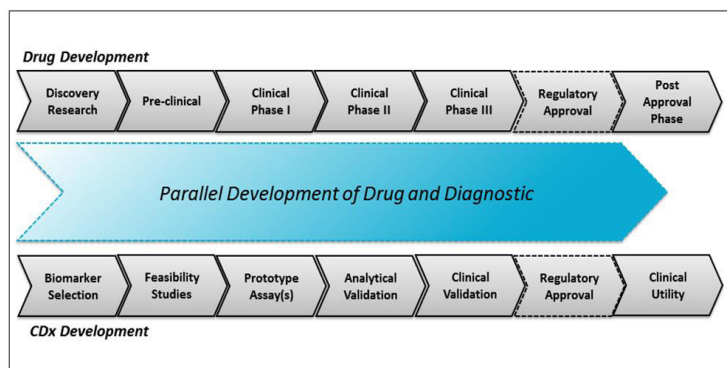 Drug Development
Discovery
Research
Pre-clinical
Clinical
Phase I
Clinical
Phase II
Clinical
Phase III
Regulatory
Approval
Post
Approval
Phase
Parallel Development of Drug and Diagnostic
Biomarker
Selection
Feasibility
Studies
Prototype
Assay(s)
Analytical
Validation
Clinical
Validation
Regulatory
Approval
Clinical
Utility
CDx Development